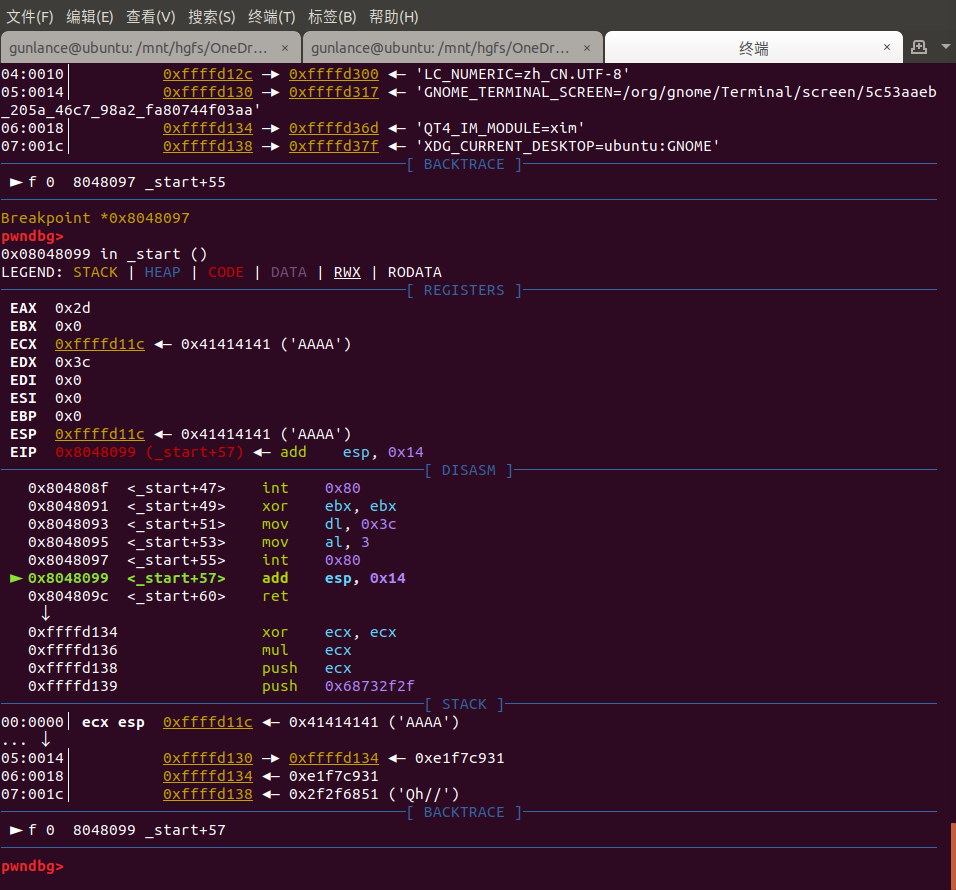 文件(F) 编辑(E) 查看(V) 搜索(S) 终端(T) 标签(B) 帮助(H)
gunlance@ubuntu: /mnt/hgfs/OneDr... × gunlance@ubuntu: /mnt/hgfs/OneDr... × 终端 ×
04:0010│ 0xffffd12c —► 0xffffd300 ◄— 'LC_NUMERIC=zh_CN.UTF-8'
05:0014│ 0xffffd130 —► 0xffffd317 ◄— 'GNOME_TERMINAL_SCREEN=/org/gnome/Terminal/screen/5c53aaeb
_205a_46c7_98a2_fa80744f03aa'
06:0018│ 0xffffd134 —► 0xffffd36d ◄— 'QT4_IM_MODULE=xim'
07:001c│ 0xffffd138 —► 0xffffd37f ◄— 'XDG_CURRENT_DESKTOP=ubuntu:GNOME'
[ BACKTRACE ]
► f 0 8048097 _start+55
Breakpoint *0x8048097
pwndbg>
0x08048099 in _start ()
LEGEND: STACK | HEAP | CODE | DATA | RWX | RODATA
[ REGISTERS ]
EAX 0x2d
EBX 0x0
ECX 0xffffd11c ◄— 0x41414141 ('AAAA')
EDX 0x3c
EDI 0x0
ESI 0x0
EBP 0x0
ESP 0xffffd11c ◄— 0x41414141 ('AAAA')
EIP 0x8048099 (_start+57) ◄— add esp, 0x14
[ DISASM ]
0x804808f <_start+47> int 0x80
0x8048091 <_start+49> xor ebx, ebx
0x8048093 <_start+51> mov dl, 0x3c
0x8048095 <_start+53> mov al, 3
0x8048097 <_start+55> int 0x80
► 0x8048099 <_start+57> add esp, 0x14
0x804809c <_start+60> ret
↓
0xffffd134 xor ecx, ecx
0xffffd136 mul ecx
0xffffd138 push ecx
0xffffd139 push 0x68732f2f
[ STACK ]
00:0000│ ecx esp 0xffffd11c ◄— 0x41414141 ('AAAA')
... ↓
05:0014│ 0xffffd130 —► 0xffffd134 ◄— 0xe1f7c931
06:0018│ 0xffffd134 ◄— 0xe1f7c931
07:001c│ 0xffffd138 ◄— 0x2f2f6851 ('Qh//')
[ BACKTRACE ]
► f 0 8048099 _start+57
pwndbg>